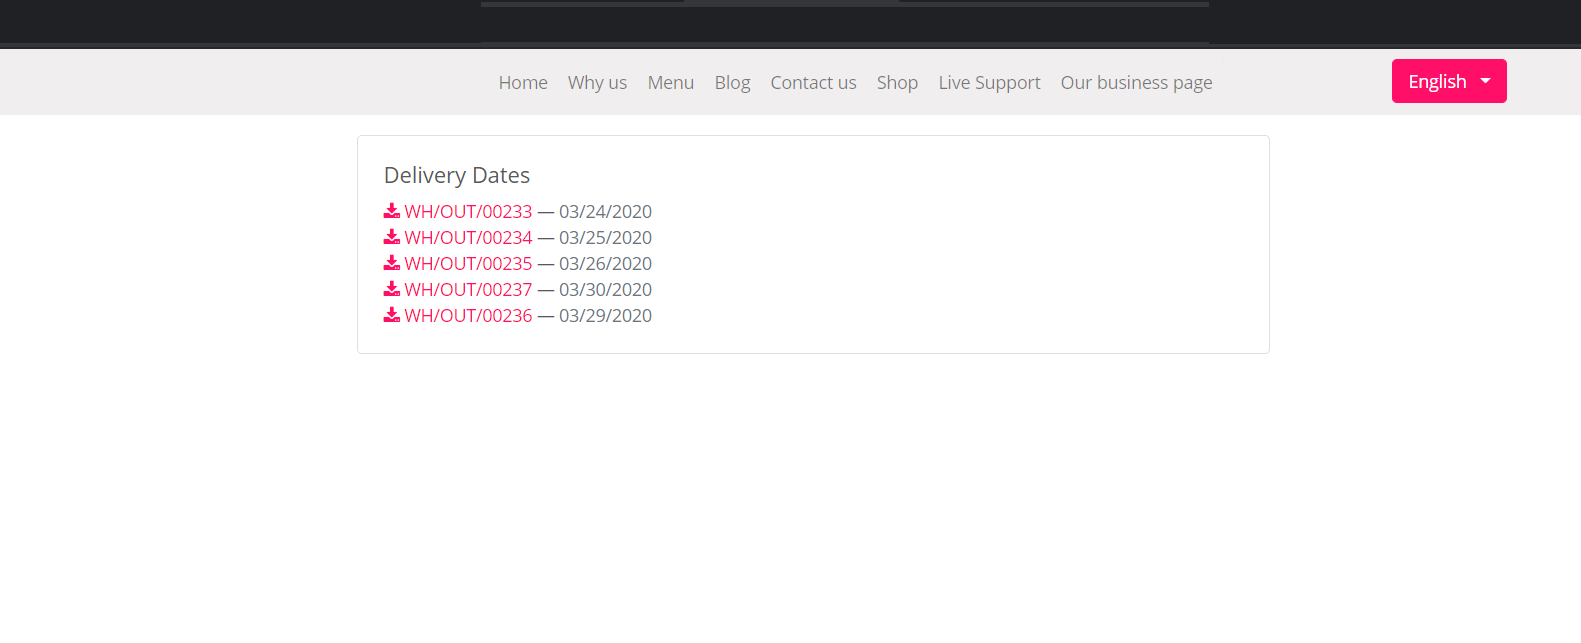 Home Why us Menu Blog Contact us Shop Live Support Our business page English
Delivery Dates
WH/OUT/00233 — 03/24/2020
WH/OUT/00234 — 03/25/2020
WH/OUT/00235 — 03/26/2020
WH/OUT/00237 — 03/30/2020
WH/OUT/00236 — 03/29/2020